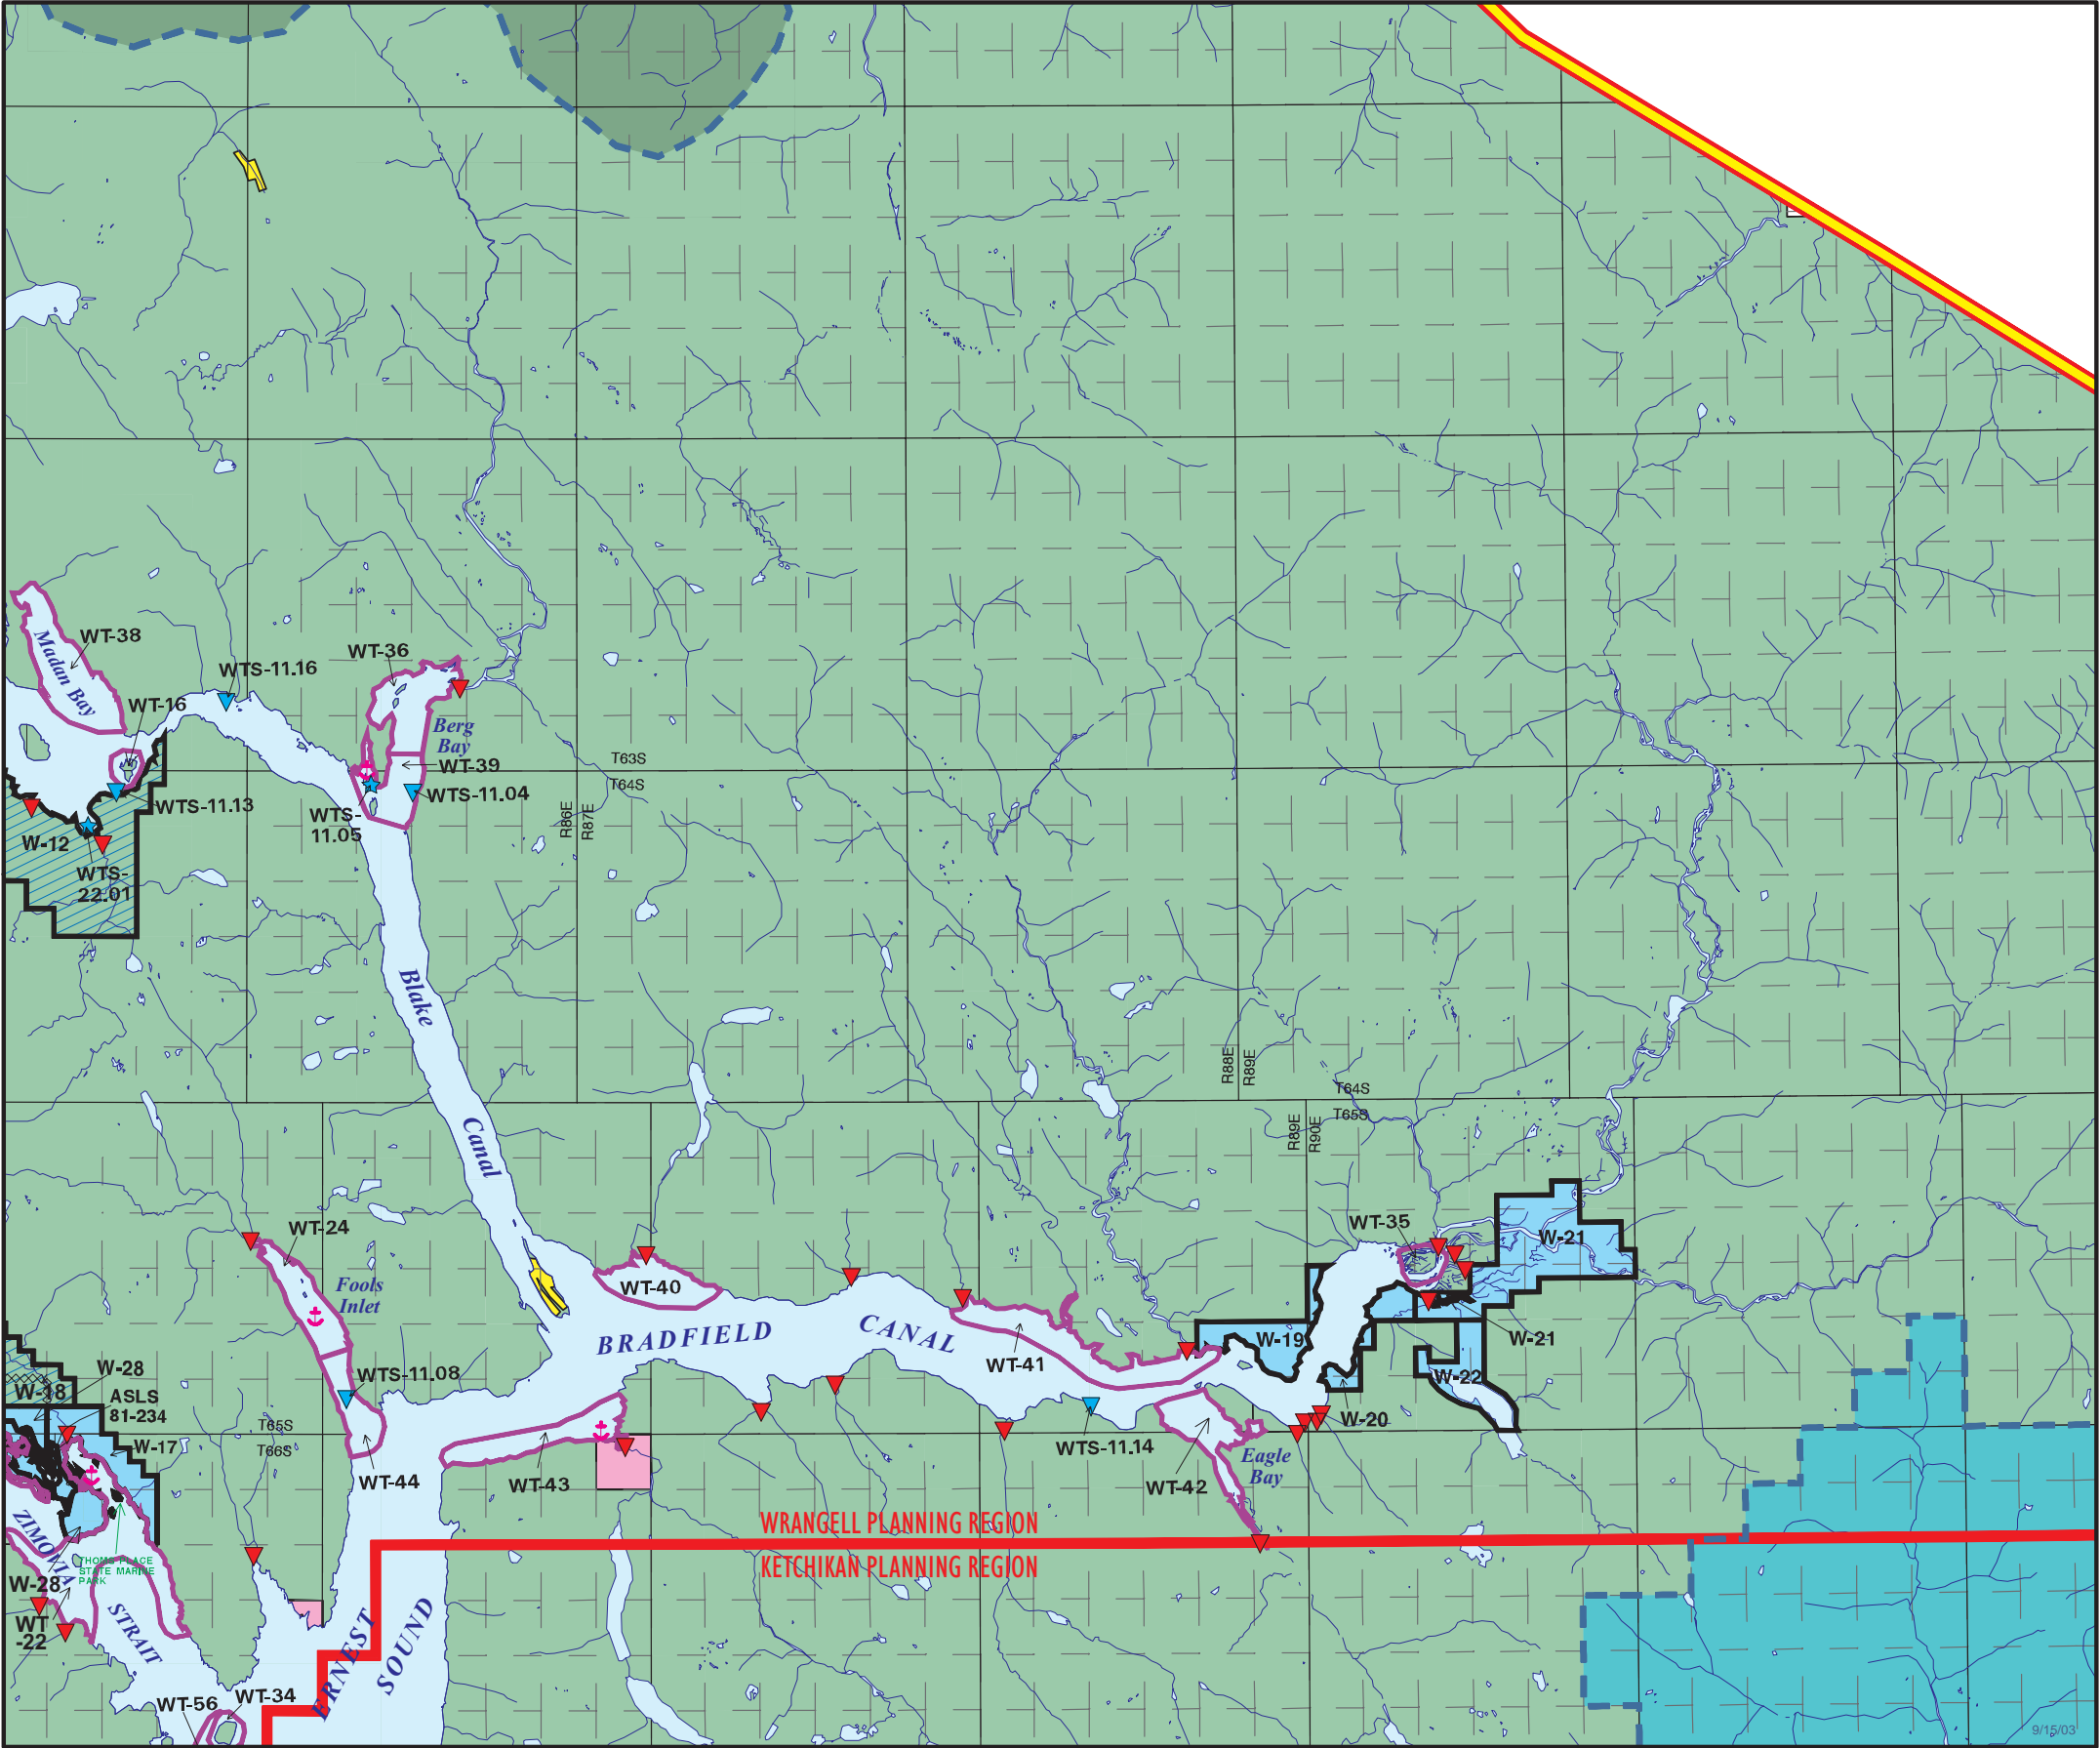 WT-38
Madan Bay
WTS-11.16
WT-36
WT-16
Berg
Bay
WT-39
T63S
T64S
WTS-11.13
WTS-11.04
WTS-
11.05
R86E
R87E
W-12
WTS-
22.01
Blake
Canal
R88E
R89E
T64S
T65S
R89E
R90E
WT-24
Fools
Inlet
WT-35
W-21
WT-40
BRADFIELD
CANAL
W-19
W-21
WT-41
W-28
W-18
ASLS
81-234
WTS-11.08
W-22
W-20
T65S
T66S
W-17
WTS-11.14
Eagle
Bay
WT-44
WT-43
WT-42
WRANGELL PLANNING REGION
KETCHIKAN PLANNING REGION
ZIMOVIA
STRAIT
THOMS PLACE
STATE MARINE
PARK
W-28
WT
-22
ERNEST
SOUND
WT-56
WT-34
9/15/03